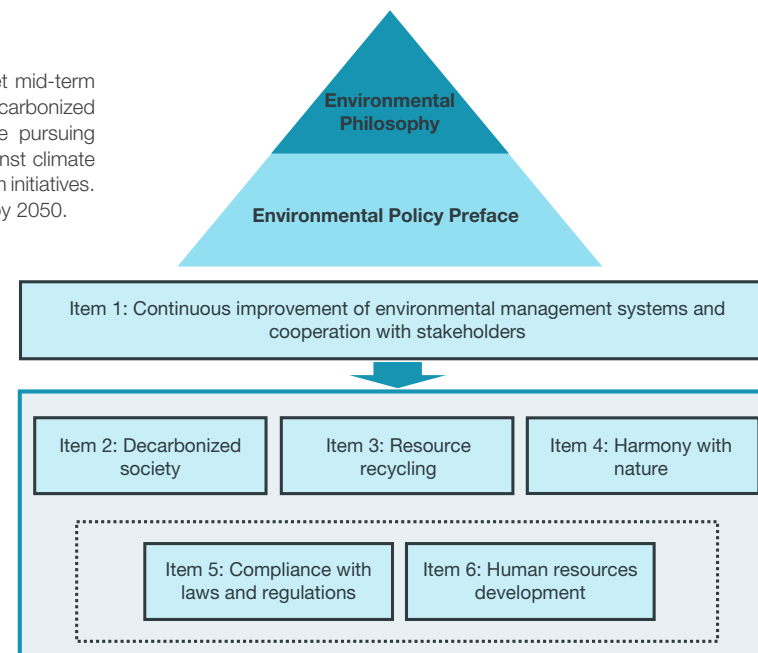 et mid-term
carbonized
e pursuing
nst climate
n initiatives.
by 2050.
Environmental
Philosophy
Environmental Policy Preface
Item 1: Continuous improvement of environmental management systems and
cooperation with stakeholders
Item 2: Decarbonized
society
Item 3: Resource
recycling
Item 4: Harmony with
nature
Item 5: Compliance with
laws and regulations
Item 6: Human resources
development